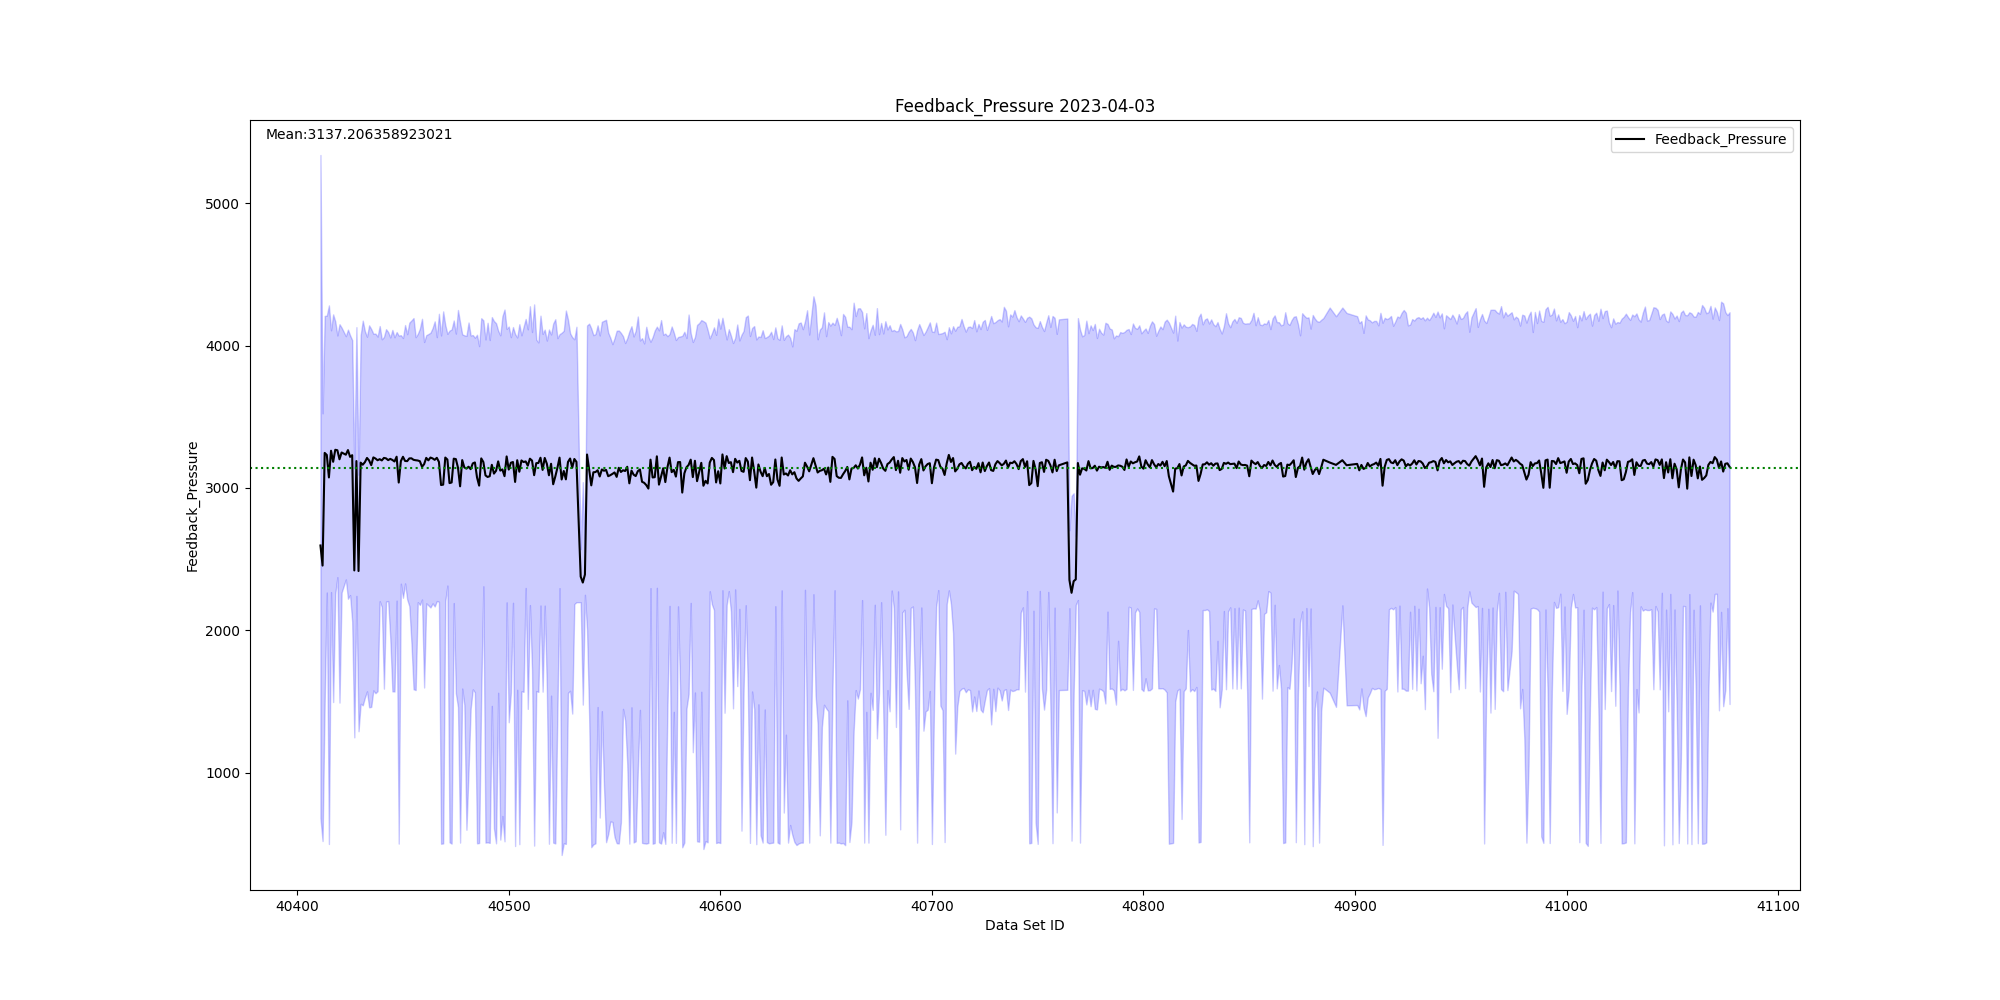 Feedback_Pressure 2023-04-03
Mean:3137.206358923021
Feedback_Pressure
5000
4000
3000
2000
1000
Feedback_Pressure
40400 40500 40600 40700 40800 40900 41000 41100
Data Set ID